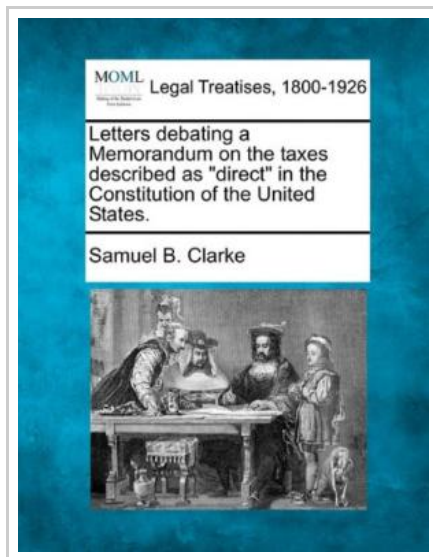 MOML
Legal Treatises, 1800-1926
Letters debating a
Memorandum on the taxes
described as "direct" in the
Constitution of the United
States.
Samuel B. Clarke